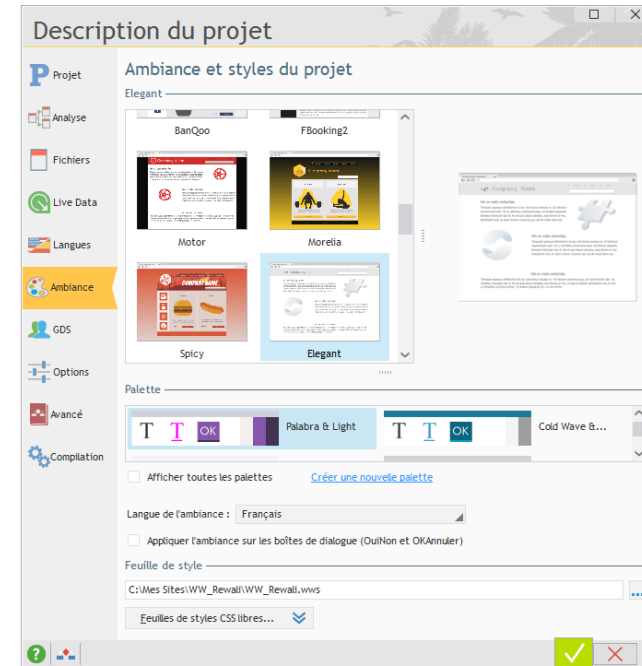 Description du projet
Projet
Analyse
Fichiers
Live Data
Langues
Ambiance
GDS
Options
Avancé
Compilation
Ambiance et styles du projet
Elegant
BanQoo
FBooking2
Motor
Morelia
COMPANY NAME
Spicy
Elegant
Company Name
Palette
T T OK
Palabra & Light
T T OK
Cold Wave &...
Afficher toutes les palettes
Créer une nouvelle palette
Langue de l'ambiance :
Français
Appliquer l'ambiance sur les boîtes de dialogue (OuiNon et OKAnnuler)
Feuille de style
C:\Mes Sites\WW_Rewali\WW_Rewali.wws
...
Feuilles de styles CSS libres...